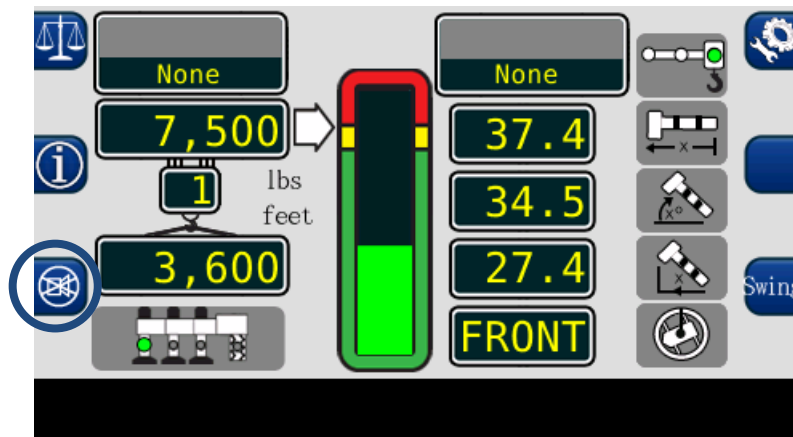 None
7,500
1
lbs
feet
3,600
None
37.4
34.5
x
27.4
x°
FRONT
x
Swing